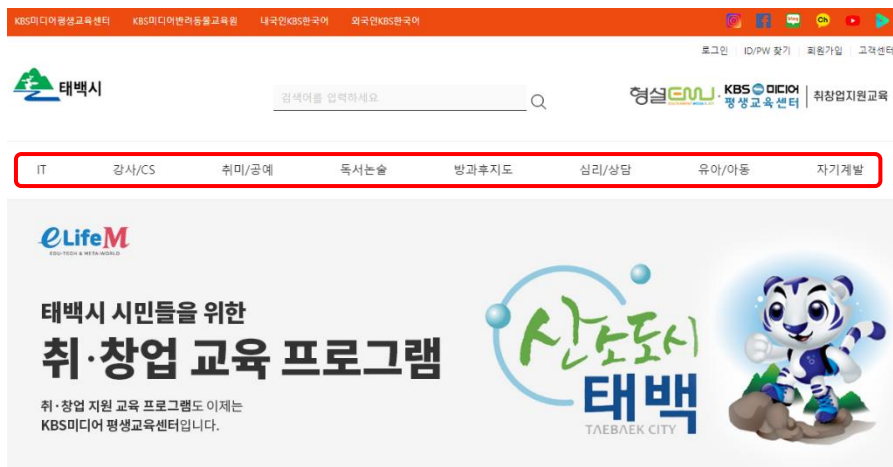 KBS미디어평생교육센터 KBS미디어반려동물교육원 내국인KBS한국어 외국인KBS한국어
로그인 ID/PW 찾기 회원가입 고객센터
태백시 검색어를 입력하세요 형설EMJ · KBS 미디어 평생교육센터 취창업지원교육
IT 강사/CS 취미/공예 독서논술 방과후지도 심리/상담 유아/아동 자기계발
eLifeM
EDU-TECH & META-WORLD
태백시 시민들을 위한
취·창업 교육 프로그램
취·창업 지원 교육 프로그램도 이제는
KBS미디어 평생교육센터입니다.
산소도시
태백
TAEBAEK CITY